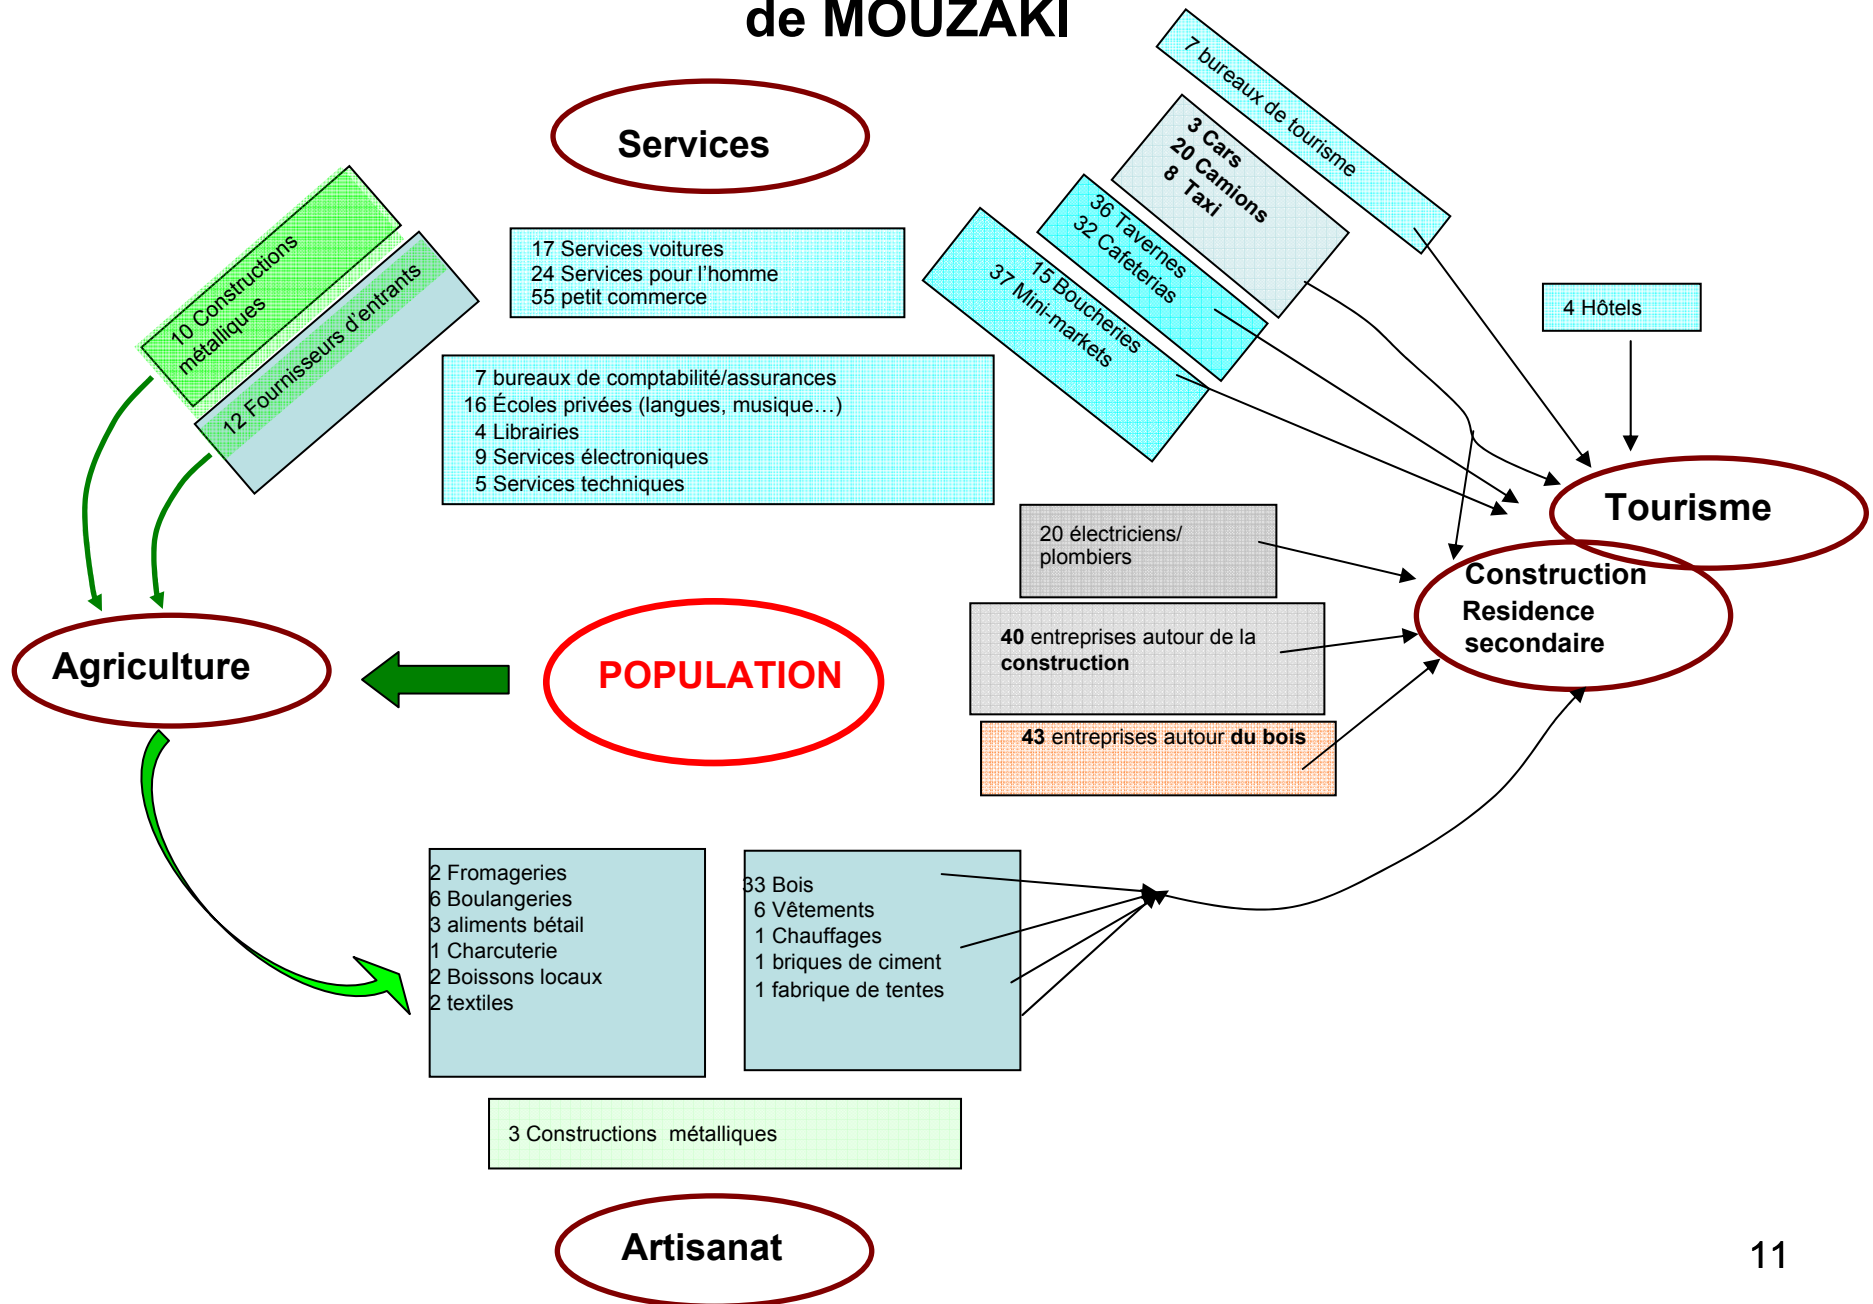 de MOUZAKI
Services
7 bureaux de tourisme
3 Cars
20 Camions
8 Taxi
36 Tavernes
32 Cafeterias
15 Boucheries
37 Mini-markets
4 Hôtels
10 Constructions
métalliques
12 Fournisseurs d'entrants
17 Services voitures
24 Services pour l'homme
55 petit commerce
7 bureaux de comptabilité/assurances
16 Écoles privées (langues, musique…)
4 Librairies
9 Services électroniques
5 Services techniques
Tourisme
20 électriciens/
plombiers
Construction
Residence
secondaire
40 entreprises autour de la
construction
43 entreprises autour du bois
Agriculture
POPULATION
2 Fromageries
6 Boulangeries
3 aliments bétail
1 Charcuterie
2 Boissons locaux
2 textiles
33 Bois
6 Vêtements
1 Chauffages
1 briques de ciment
1 fabrique de tentes
3 Constructions métalliques
Artisanat
11